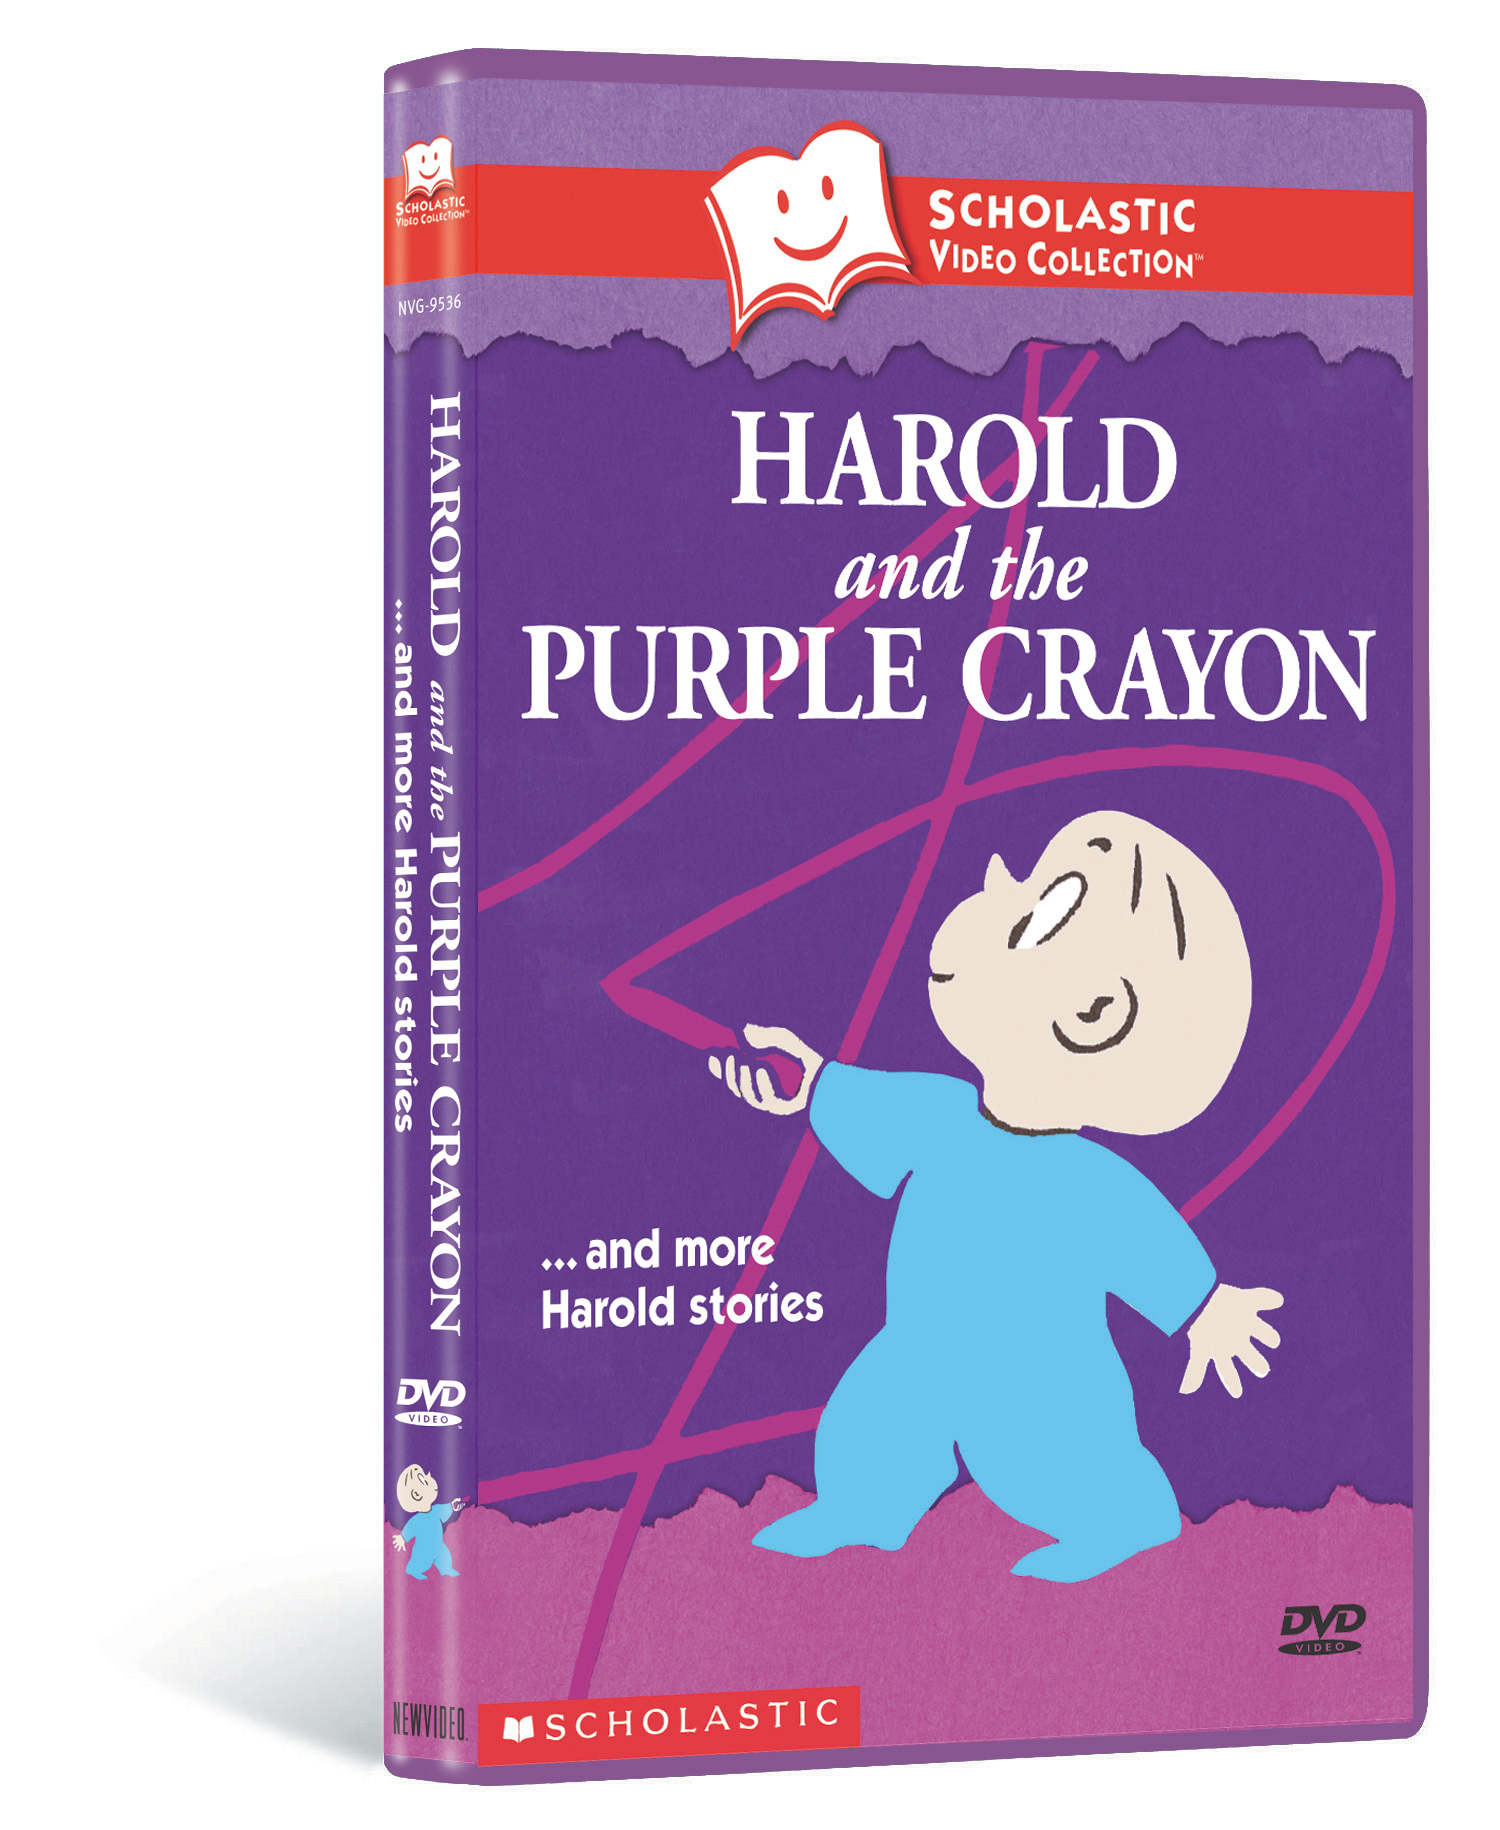 SCHOLASTIC
VIDEO COLLECTION™
NVG-9536
HAROLD and the PURPLE CRAYON
...and more Harold stories
DVD
VIDEO
NEWVIDEO.
SCHOLASTIC
VIDEO COLLECTION™
HAROLD
and the
PURPLE CRAYON
...and more
Harold stories
DVD
VIDEO
SCHOLASTIC